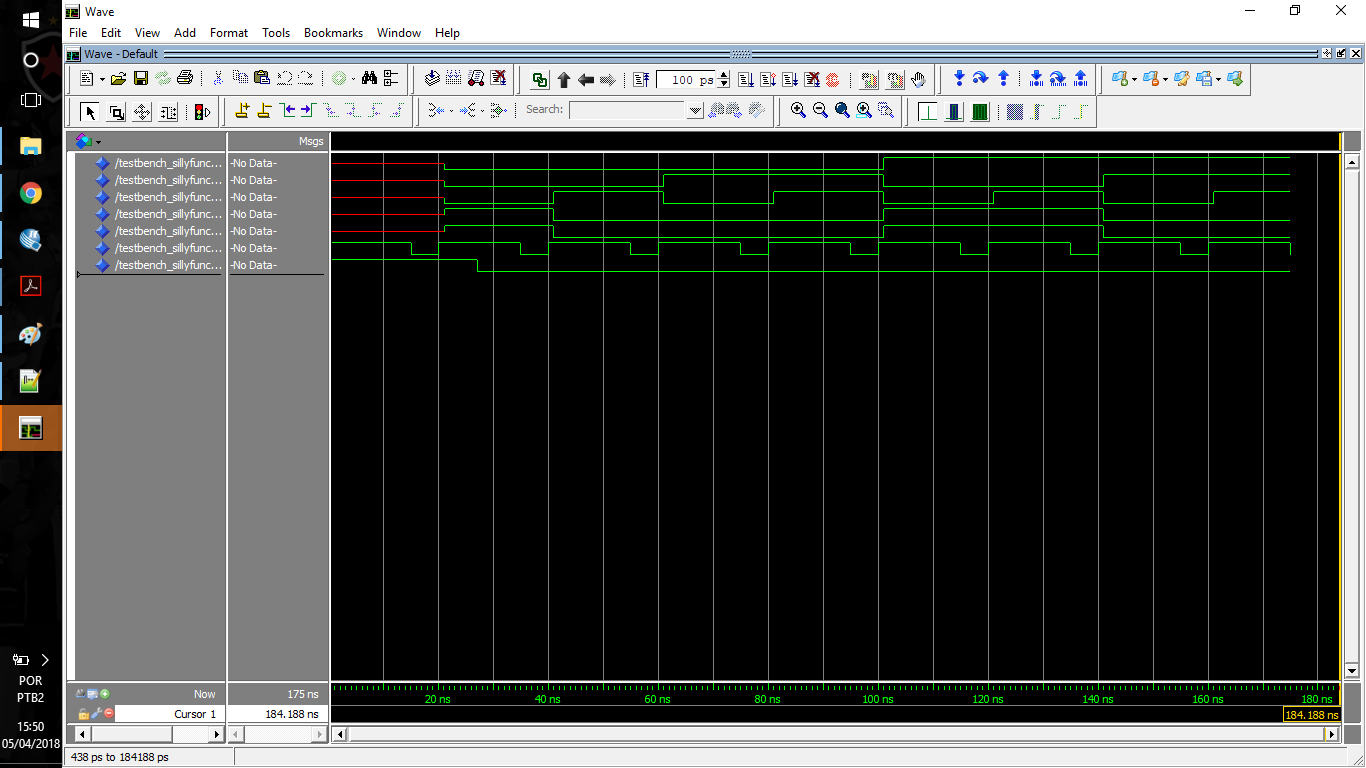 Wave
File Edit View Add Format Tools Bookmarks Window Help
Wave - Default
100 ps
Search:
Msgs
/testbench_sillyfunc... -No Data-
/testbench_sillyfunc... -No Data-
/testbench_sillyfunc... -No Data-
/testbench_sillyfunc... -No Data-
/testbench_sillyfunc... -No Data-
/testbench_sillyfunc... -No Data-
/testbench_sillyfunc... -No Data-
Now 175 ns
20 ns 40 ns 60 ns 80 ns 100 ns 120 ns 140 ns 160 ns 180 ns
Cursor 1 184.188 ns
184.188 ns
438 ps to 184188 ps
POR
PTB2
15:50
05/04/2018